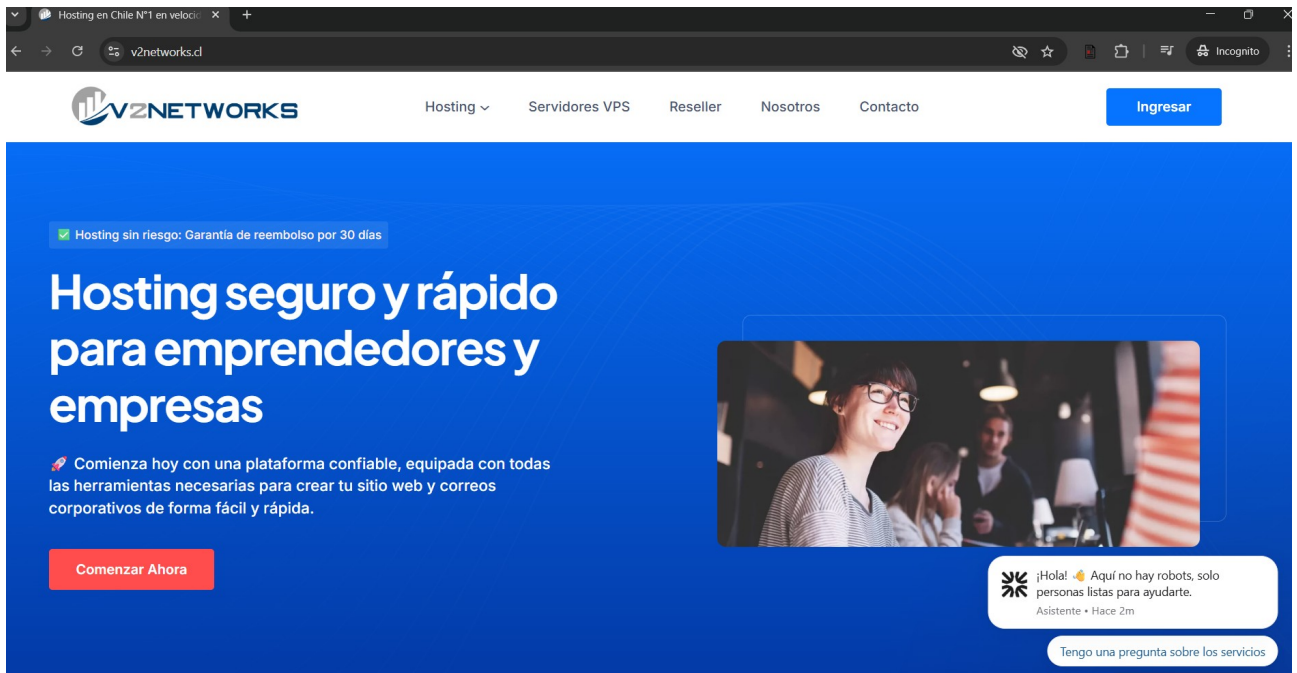 Hosting en Chile N°1 en veloci
v2networks.cl
Incognito
V2NETWORKS
Hosting
Servidores VPS
Reseller
Nosotros
Contacto
Ingresar
Hosting sin riesgo: Garantía de reembolso por 30 días
Hosting seguro y rápido
para emprendedores y
empresas
🚀 Comienza hoy con una plataforma confiable, equipada con todas
las herramientas necesarias para crear tu sitio web y correos
corporativos de forma fácil y rápida.
Comenzar Ahora
¡Hola! 👋 Aquí no hay robots, solo
personas listas para ayudarte.
Asistente • Hace 2m
Tengo una pregunta sobre los servicios